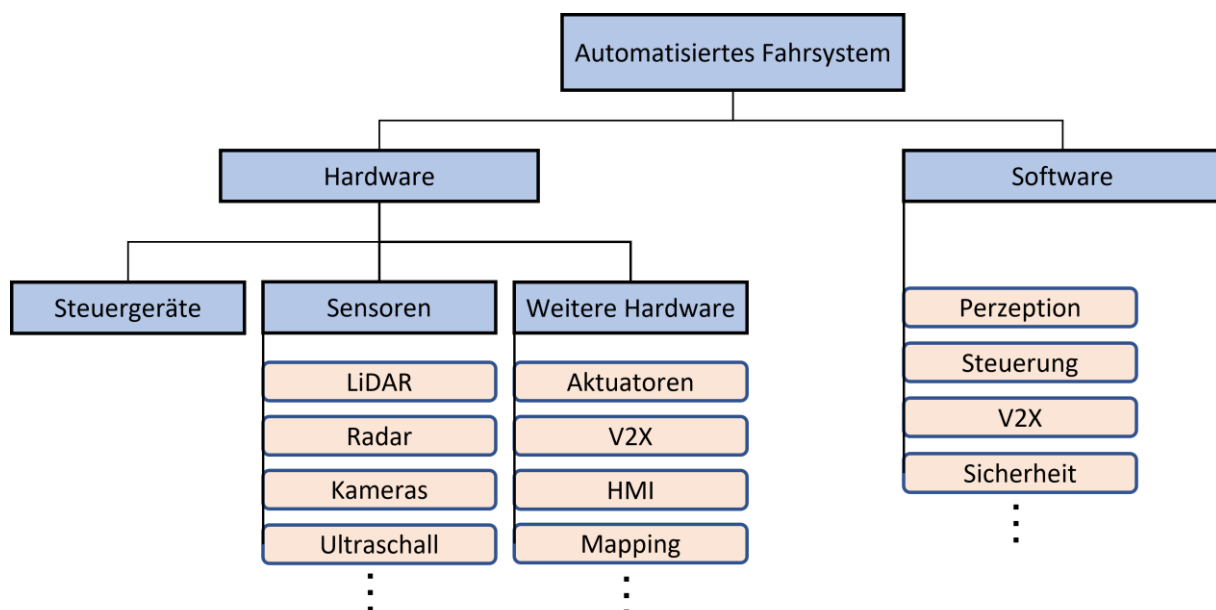 Automatisiertes Fahrsystem
Hardware
Software
Steuergeräte
Sensoren
Weitere Hardware
LiDAR
Radar
Kameras
Ultraschall
Aktuatoren
V2X
HMI
Mapping
Perzeption
Steuerung
V2X
Sicherheit